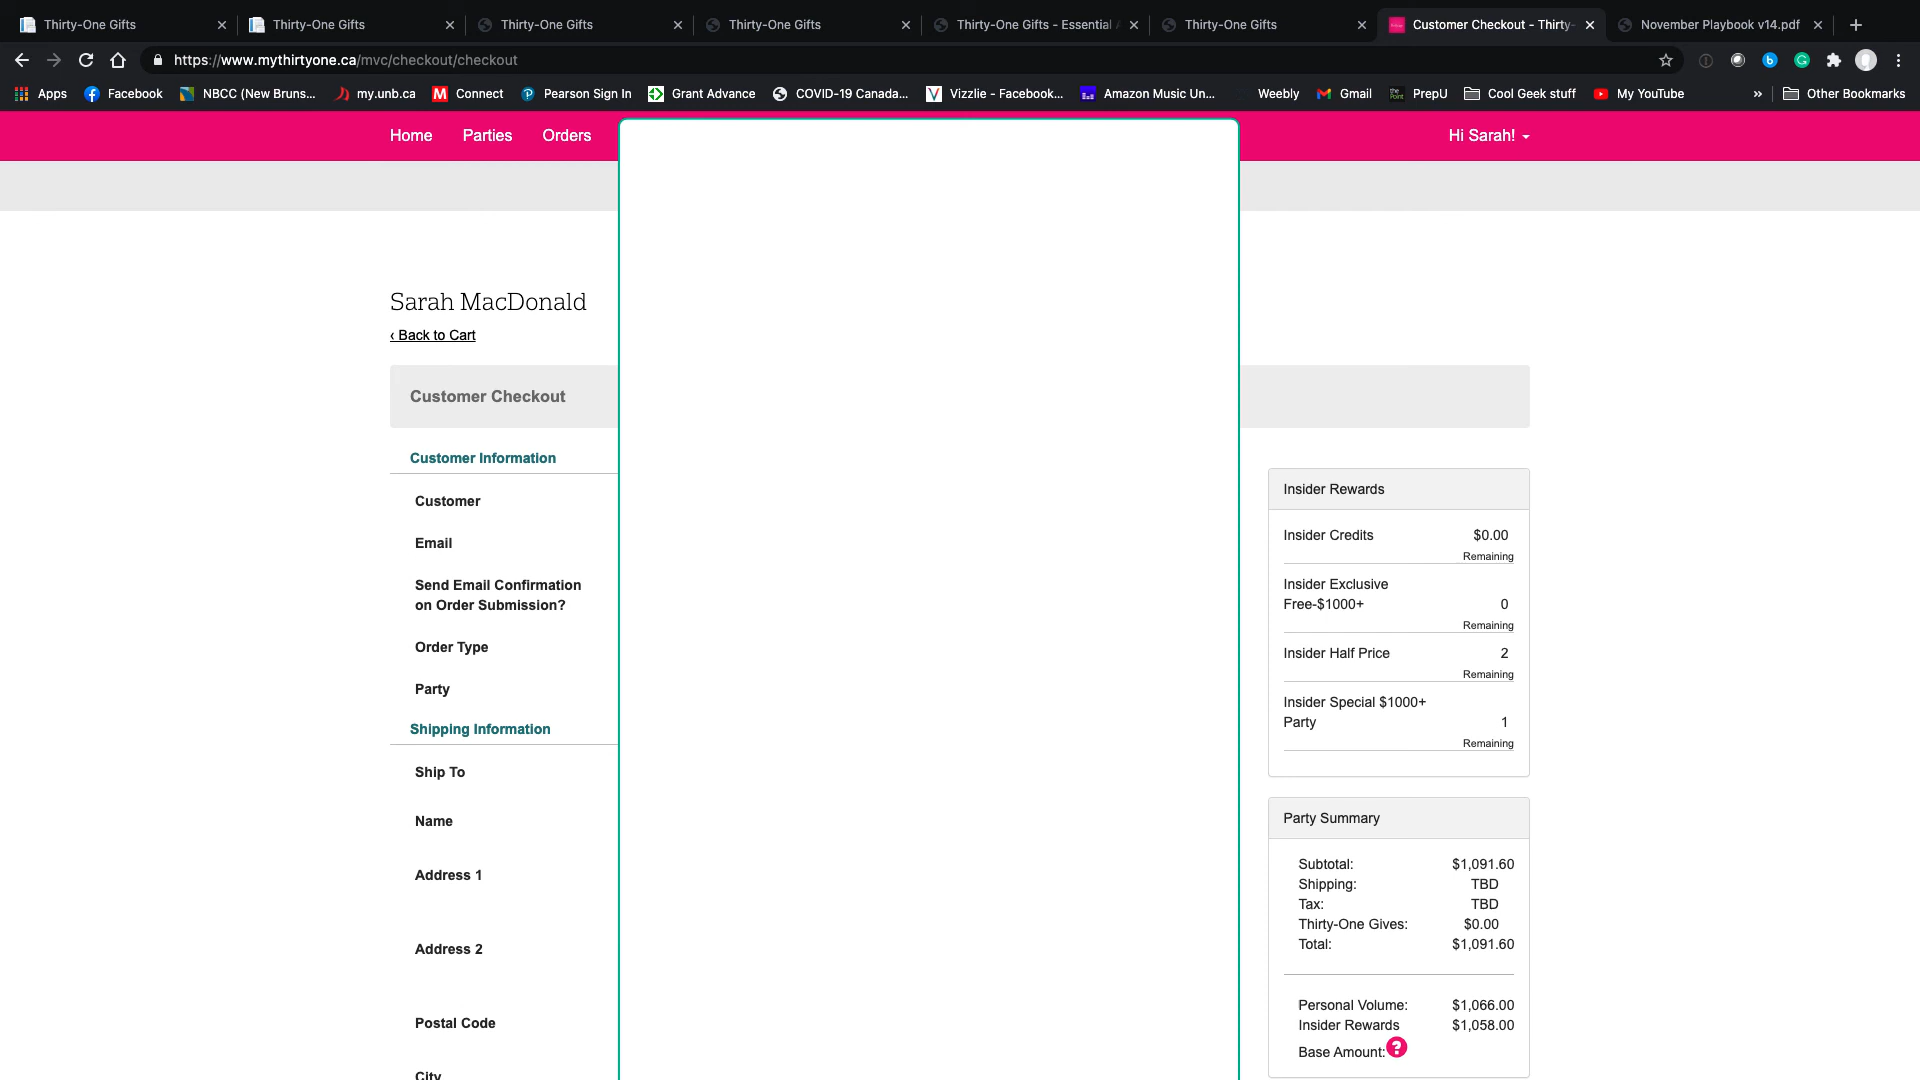 Thirty-One Gifts
Thirty-One Gifts
Thirty-One Gifts
Thirty-One Gifts
Thirty-One Gifts - Essential
Thirty-One Gifts
Customer Checkout - Thirty-
November Playbook v14.pdf
https://www.mythirtyone.ca/mvc/checkout/checkout
Apps
Facebook
NBCC (New Bruns...
my.unb.ca
Connect
Pearson Sign In
Grant Advance
COVID-19 Canada...
Vizzlie - Facebook...
Amazon Music Un...
Weebly
Gmail
PrepU
Cool Geek stuff
My YouTube
»
Other Bookmarks
Home
Parties
Orders
Hi Sarah!
Sarah MacDonald
‹ Back to Cart
Customer Checkout
Customer Information
Customer
Email
Send Email Confirmation
on Order Submission?
Order Type
Party
Shipping Information
Ship To
Name
Address 1
Address 2
Postal Code
City
Insider Rewards
Insider Credits $0.00
Remaining
Insider Exclusive
Free-$1000+ 0
Remaining
Insider Half Price 2
Remaining
Insider Special $1000+
Party 1
Remaining
Party Summary
Subtotal: $1,091.60
Shipping: TBD
Tax: TBD
Thirty-One Gives: $0.00
Total: $1,091.60
Personal Volume: $1,066.00
Insider Rewards $1,058.00
Base Amount: ?